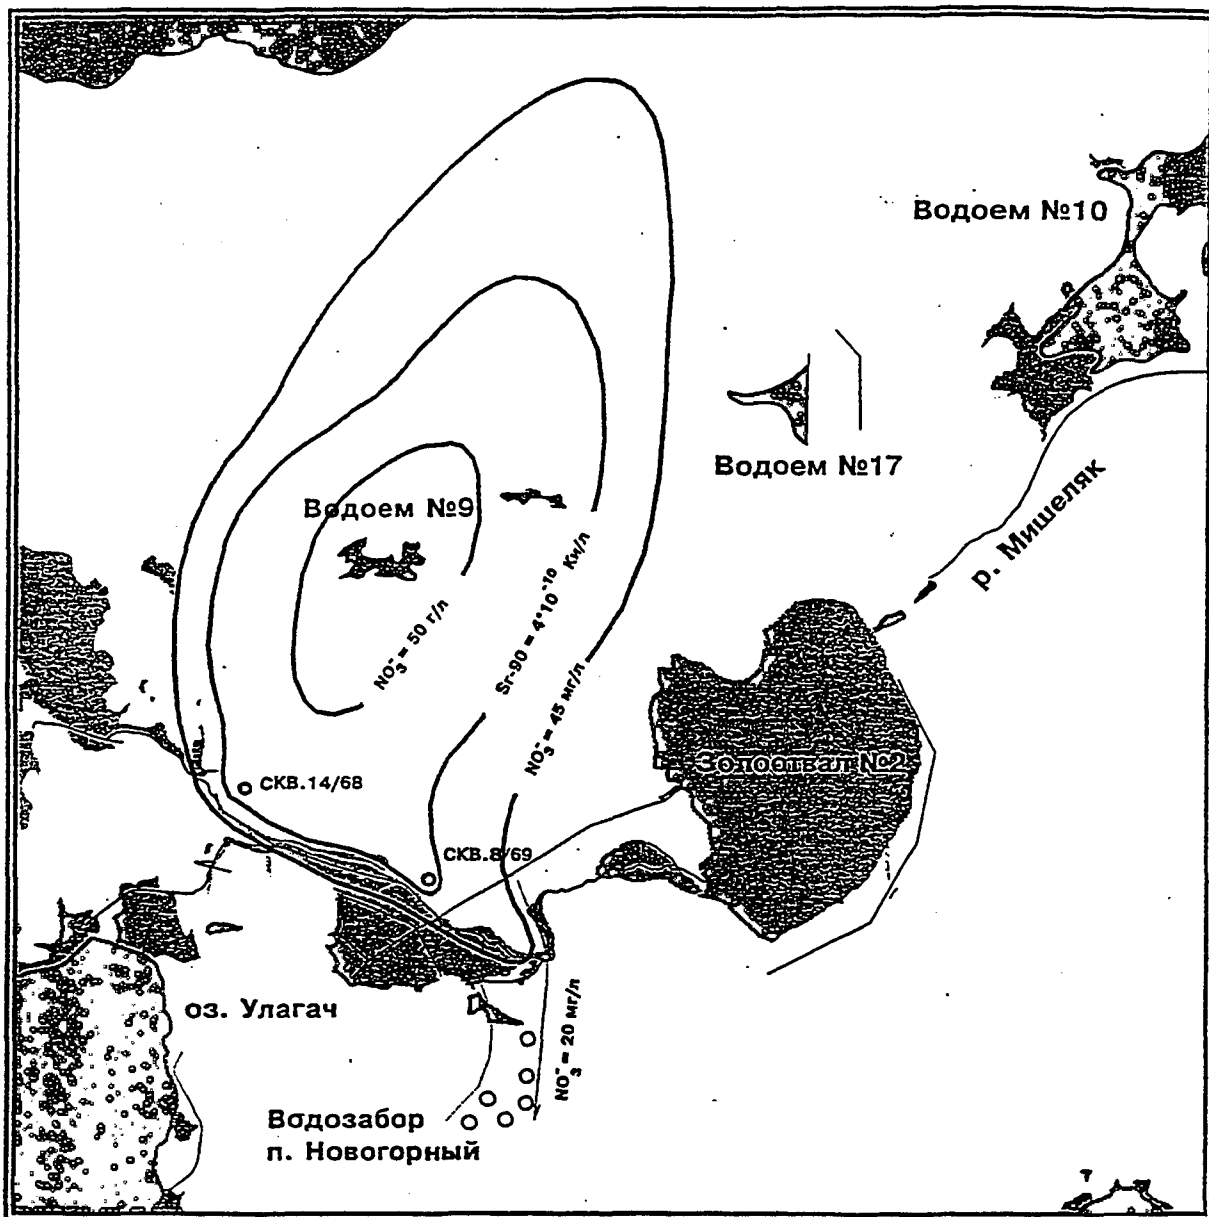 Водоем №10
Водоем №17
Водоем №9
р. Мишеляк
NO₃⁻= 50 г/л
Sr-90 = 4*10⁻¹⁰ Ки/л
NO₃⁻= 45 мг/л
Золоотвал №2
СКВ.14/68
СКВ.8/69
оз. Улагач
NO₃⁻= 20 мг/л
Водозабор
п. Новогорный